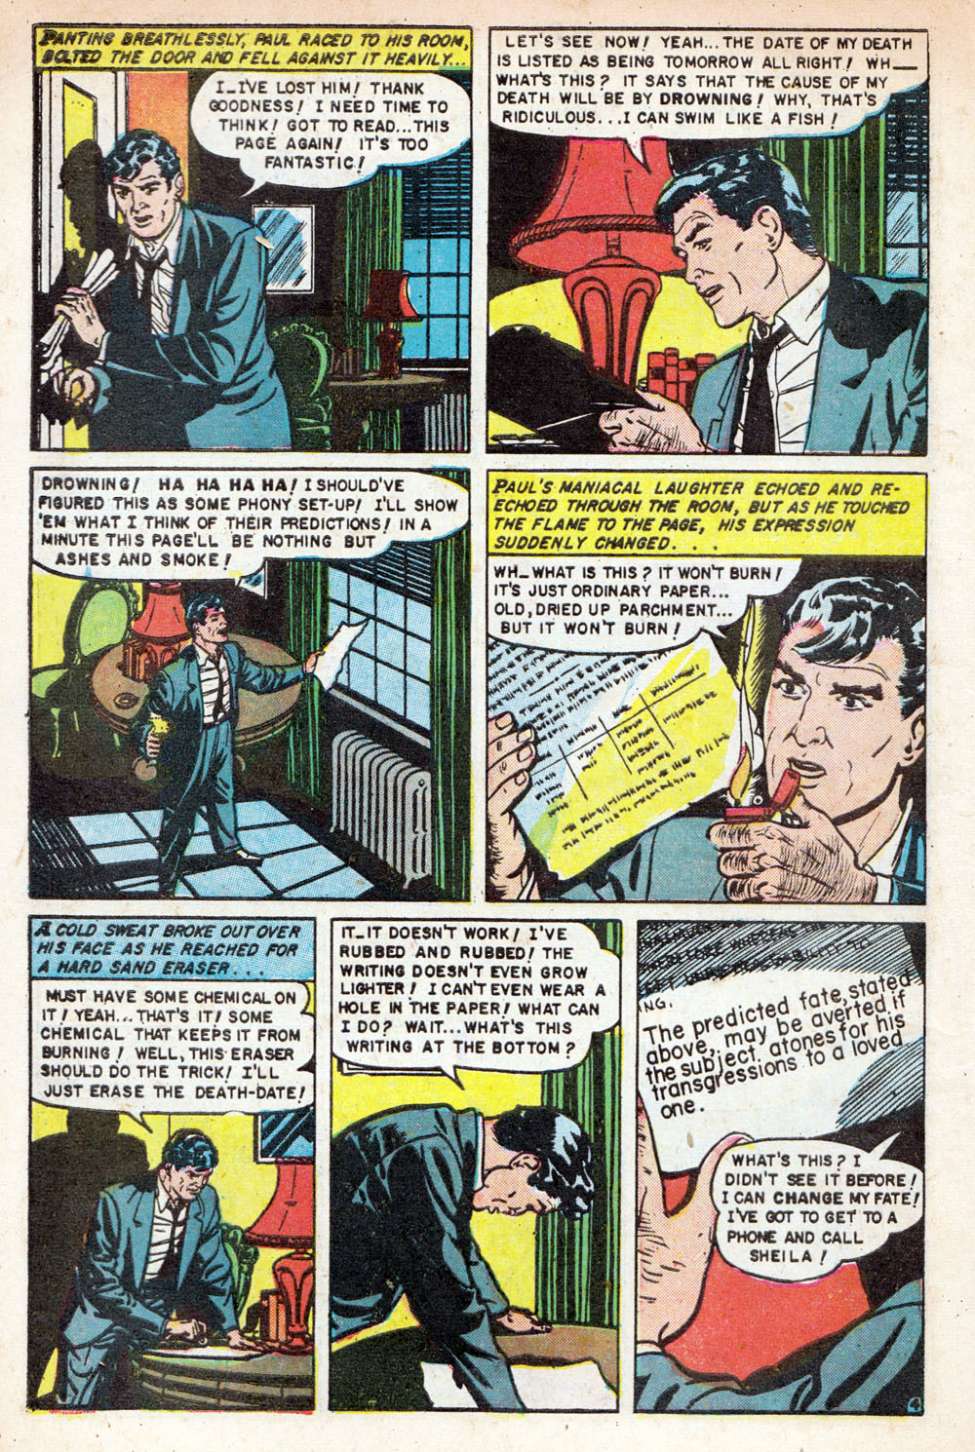 PANTING BREATHLESSLY, PAUL RACED TO HIS ROOM,
BOLTED THE DOOR AND FELL AGAINST IT HEAVILY...
I-I'VE LOST HIM! THANK
GOODNESS! I NEED TIME TO
THINK! GOT TO READ...THIS
PAGE AGAIN! IT'S TOO
FANTASTIC!
LET'S SEE NOW! YEAH...THE DATE OF MY DEATH
IS LISTED AS BEING TOMORROW ALL RIGHT! WH—
WHAT'S THIS? IT SAYS THAT THE CAUSE OF MY
DEATH WILL BE BY DROWNING! WHY, THAT'S
RIDICULOUS...I CAN SWIM LIKE A FISH!
DROWNING! HA HA HA HA! I SHOULD'VE
FIGURED THIS AS SOME PHONY SET-UP! I'LL SHOW
'EM WHAT I THINK OF THEIR PREDICTIONS! IN A
MINUTE THIS PAGE'LL BE NOTHING BUT
ASHES AND SMOKE!
PAUL'S MANIACAL LAUGHTER ECHOED AND RE-
ECHOED THROUGH THE ROOM, BUT AS HE TOUCHED
THE FLAME TO THE PAGE, HIS EXPRESSION
SUDDENLY CHANGED. . .
WH-WHAT IS THIS? IT WON'T BURN!
IT'S JUST ORDINARY PAPER...
OLD, DRIED UP PARCHMENT...
BUT IT WON'T BURN!
A COLD SWEAT BROKE OUT OVER
HIS FACE AS HE REACHED FOR
A HARD SAND ERASER...
MUST HAVE SOME CHEMICAL ON
IT! YEAH...THAT'S IT! SOME
CHEMICAL THAT KEEPS IT FROM
BURNING! WELL, THIS ERASER
SHOULD DO THE TRICK! I'LL
JUST ERASE THE DEATH-DATE!
IT-IT DOESN'T WORK! I'VE
RUBBED AND RUBBED! THE
WRITING DOESN'T EVEN GROW
LIGHTER! I CAN'T EVEN WEAR A
HOLE IN THE PAPER! WHAT CAN
I DO? WAIT...WHAT'S THIS
WRITING AT THE BOTTOM?
NG.
The predicted fate, stated
above, may be averted if
the subject atones for his
transgressions to a loved
one.
WHAT'S THIS? I
DIDN'T SEE IT BEFORE!
I CAN CHANGE MY FATE!
I'VE GOT TO GET TO A
PHONE AND CALL
SHEILA!
4